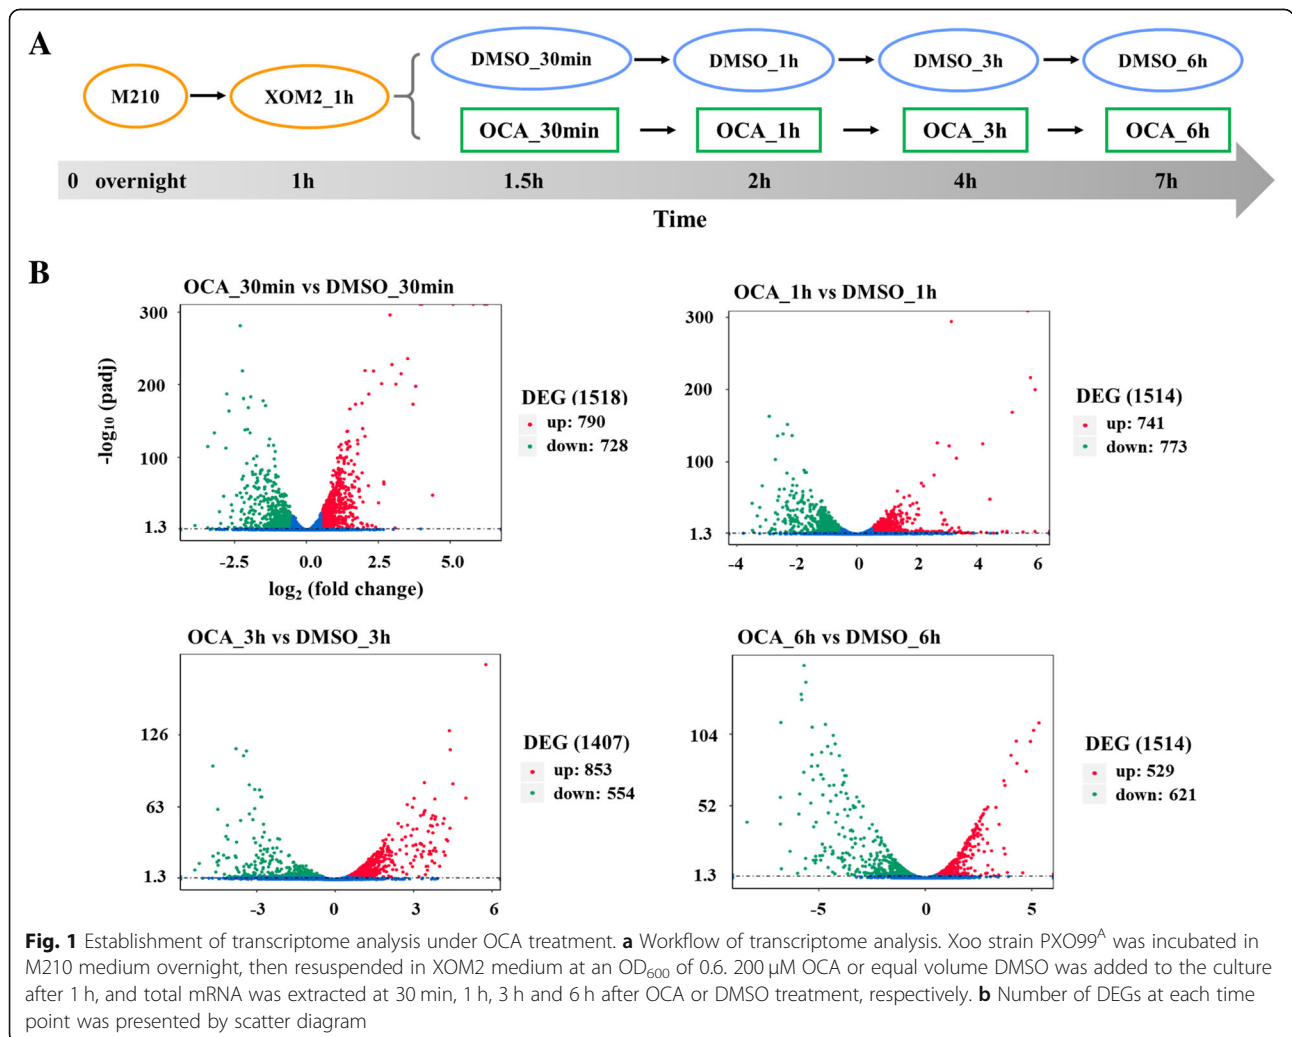 A
M210
XOM2_1h
DMSO_30min
DMSO_1h
DMSO_3h
DMSO_6h
OCA_30min
OCA_1h
OCA_3h
OCA_6h
0 overnight 1h 1.5h 2h 4h 7h
Time
B
OCA_30min vs DMSO_30min
300
200
100
1.3
-log10 (padj)
-2.5 0.0 2.5 5.0
log2 (fold change)
DEG (1518)
up: 790
down: 728
OCA_1h vs DMSO_1h
300
200
100
1.3
-4 -2 0 2 4 6
DEG (1514)
up: 741
down: 773
OCA_3h vs DMSO_3h
126
63
1.3
-3 0 3 6
DEG (1407)
up: 853
down: 554
OCA_6h vs DMSO_6h
104
52
1.3
-5 0 5
DEG (1514)
up: 529
down: 621
Fig. 1 Establishment of transcriptome analysis under OCA treatment. a Workflow of transcriptome analysis. Xoo strain PXO99A was incubated in
M210 medium overnight, then resuspended in XOM2 medium at an OD600 of 0.6. 200 μM OCA or equal volume DMSO was added to the culture
after 1 h, and total mRNA was extracted at 30 min, 1 h, 3 h and 6 h after OCA or DMSO treatment, respectively. b Number of DEGs at each time
point was presented by scatter diagram